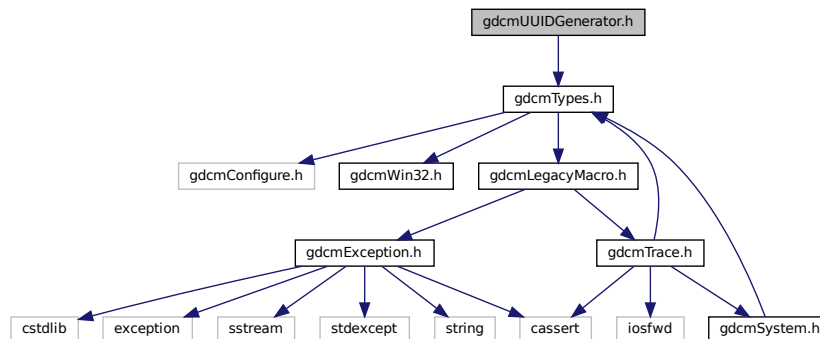 gdcmUUIDGenerator.h
gdcmTypes.h
gdcmConfigure.h
gdcmWin32.h
gdcmLegacyMacro.h
gdcmException.h
gdcmTrace.h
cstdlib
exception
sstream
stdexcept
string
cassert
iosfwd
gdcmSystem.h